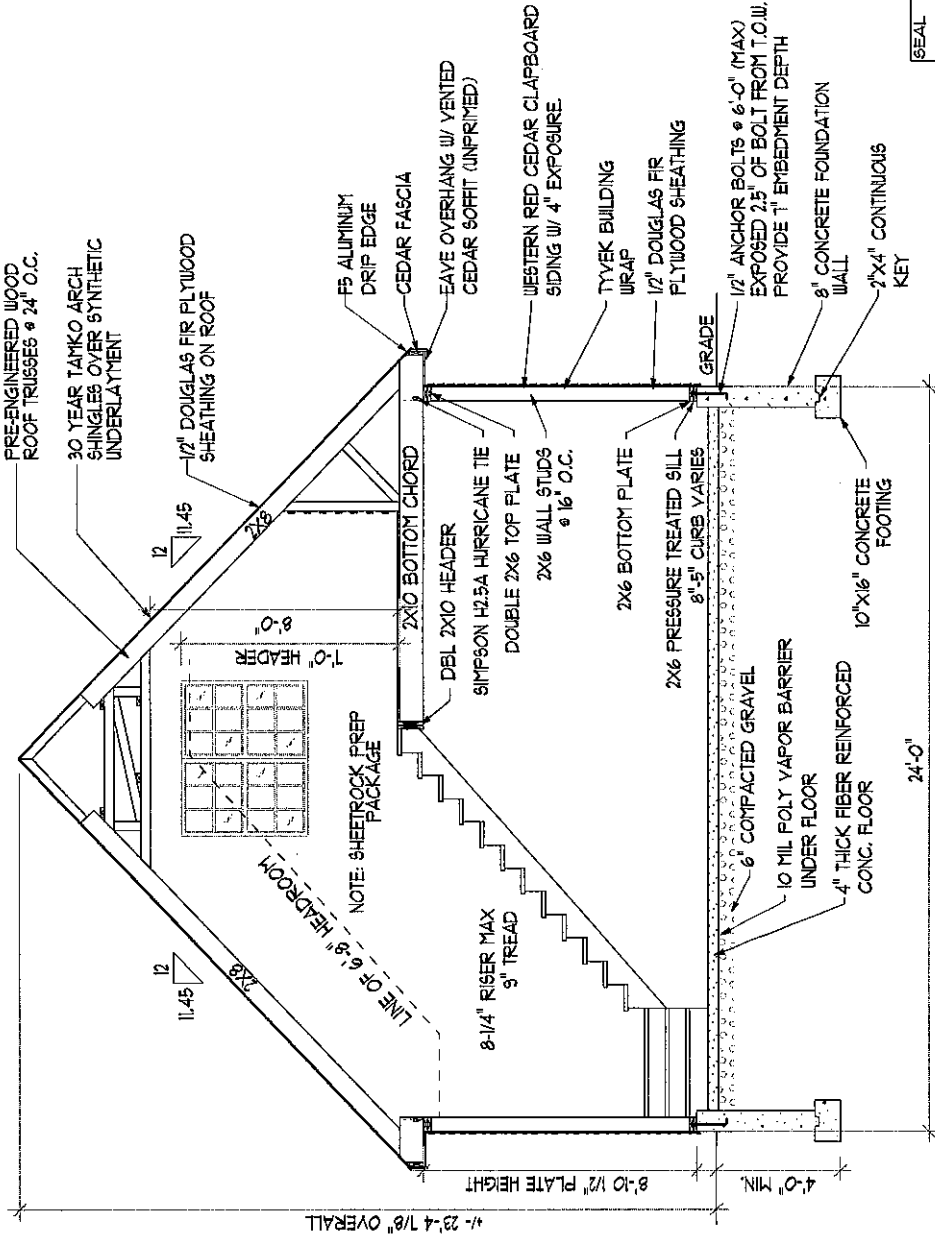 PRE-ENGINEERED WOOD
ROOF TRUSSES @ 24" O.C.
30 YEAR TAMKO ARCH
SHINGLES OVER SYNTHETIC
UNDERLAYMENT
1/2" DOUGLAS FIR PLYWOOD
SHEATHING ON ROOF
F5 ALUMINUM
DRIP EDGE
CEDAR FASCIA
EAVE OVERHANG W/ VENTED
CEDAR SOFFIT (UNPRIMED)
WESTERN RED CEDAR CLAPBOARD
SIDING W/ 4" EXPOSURE.
TYVEK BUILDING
WRAP
1/2" DOUGLAS FIR
PLYWOOD SHEATHING
GRADE
1/2" ANCHOR BOLTS @ 6'-0" (MAX)
EXPOSED 2.5" OF BOLT FROM T.O.W.
PROVIDE 7" EMBEDMENT DEPTH
8" CONCRETE FOUNDATION
WALL
2"X4" CONTINUOUS
KEY
SEAL
12
11.45
12
11.45
2X8
2X8
8'-0"
7'-0" HEADER
LINE OF 6'-8" HEADROOM
NOTE: SHEETROCK PREP
PACKAGE
2X10 BOTTOM CHORD
DBL 2X10 HEADER
SIMPSON H2.5A HURRICANE TIE
DOUBLE 2X6 TOP PLATE
2X6 WALL STUDS
@ 16" O.C.
2X6 BOTTOM PLATE
2X6 PRESSURE TREATED SILL
8"-5" CURB VARIES
8-1/4" RISER MAX
9" TREAD
6" COMPACTED GRAVEL
10 MIL POLY VAPOR BARRIER
UNDER FLOOR
4" THICK FIBER REINFORCED
CONC. FLOOR
10"X16" CONCRETE
FOOTING
24'-0"
8'-10 1/2" PLATE HEIGHT
4'-0" MIN.
+/- 23'-4 7/8" OVERALL